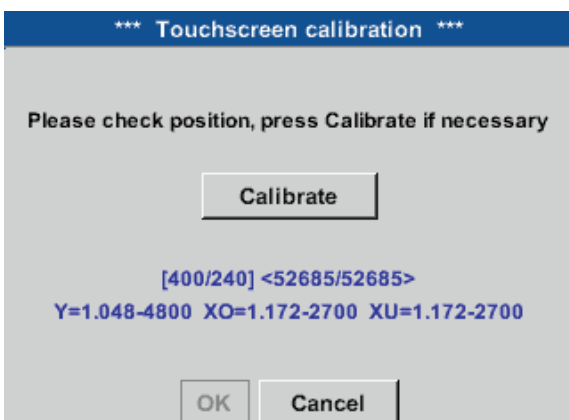 *** Touchscreen calibration ***
Please check position, press Calibrate if necessary
Calibrate
[400/240] <52685/52685>
Y=1.048-4800 XO=1.172-2700 XU=1.172-2700
OK Cancel